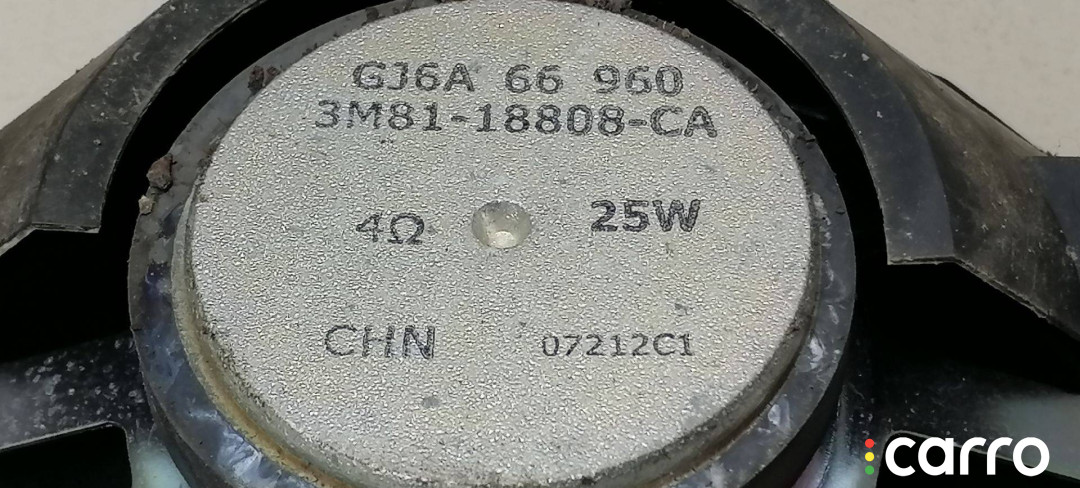 GJ6A 66 960
3M81-18808-CA
4Ω 25W
CHN 07212C1
carro